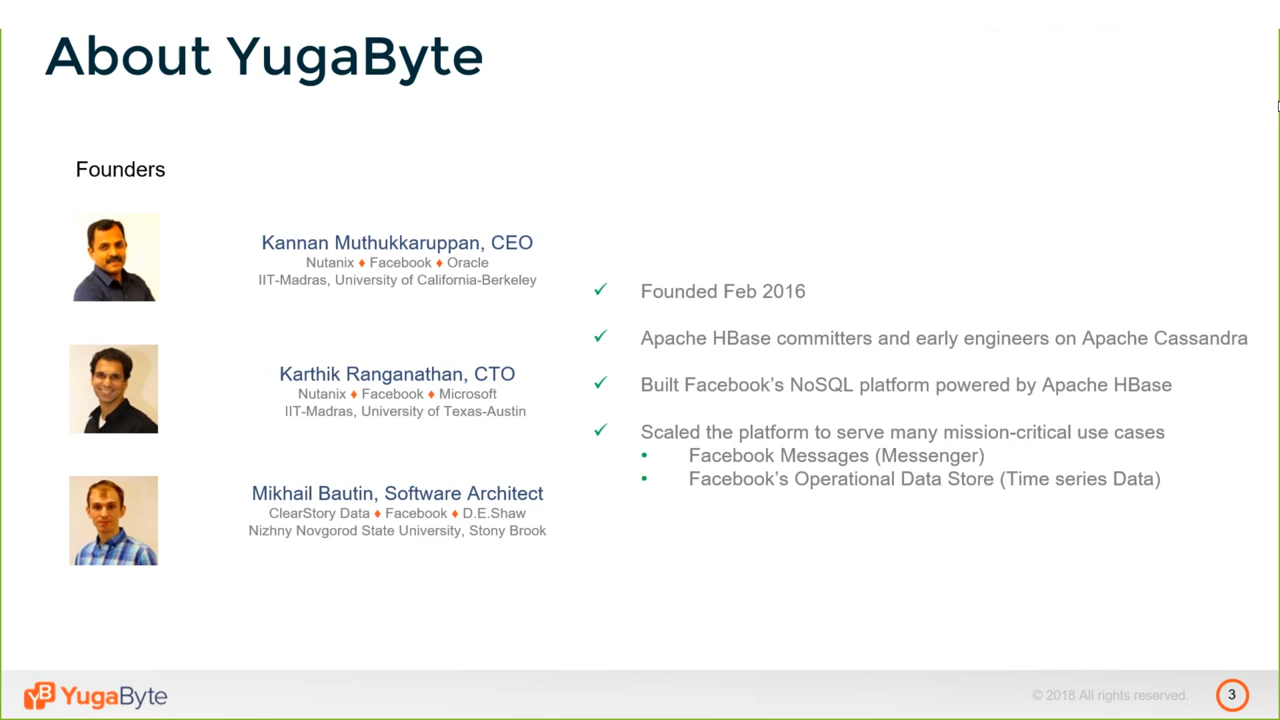 About YugaByte
Founders
Kannan Muthukkaruppan, CEO
Nutanix ♦ Facebook ♦ Oracle
IIT-Madras, University of California-Berkeley
Karthik Ranganathan, CTO
Nutanix ♦ Facebook ♦ Microsoft
IIT-Madras, University of Texas-Austin
Mikhail Bautin, Software Architect
ClearStory Data ♦ Facebook ♦ D.E.Shaw
Nizhny Novgorod State University, Stony Brook
✓ Founded Feb 2016
✓ Apache HBase committers and early engineers on Apache Cassandra
✓ Built Facebook’s NoSQL platform powered by Apache HBase
✓ Scaled the platform to serve many mission-critical use cases
• Facebook Messages (Messenger)
• Facebook’s Operational Data Store (Time series Data)
YB YugaByte
© 2018 All rights reserved.
3